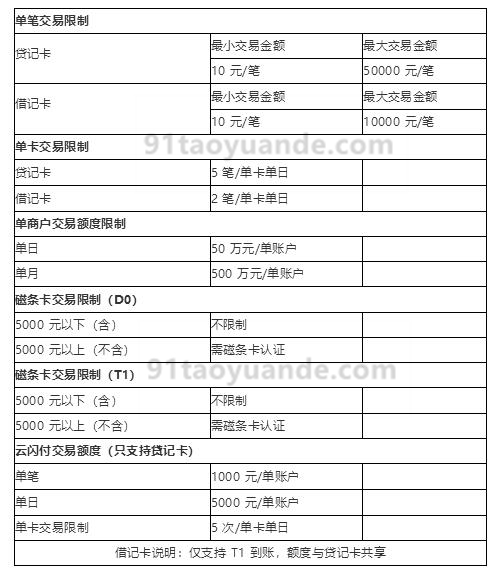 单笔交易限制
贷记卡 最小交易金额 最大交易金额
10 元/笔 50000 元/笔
借记卡 最小交易金额 最大交易金额
10 元/笔 10000 元/笔
91taoyuande.com
单卡交易限制
贷记卡 5 笔/单卡单日
借记卡 2 笔/单卡单日
单商户交易额度限制
单日 50 万元/单账户
单月 500 万元/单账户
磁条卡交易限制（D0）
5000 元以下（含） 不限制
5000 元以上（不含） 需磁条卡认证
91taoyuande.com
磁条卡交易限制（T1）
5000 元以下（含） 不限制
5000 元以上（不含） 需磁条卡认证
云闪付交易额度（只支持贷记卡）
单笔 1000 元/单账户
单日 5000 元/单账户
单卡交易限制 5 次/单卡单日
借记卡说明：仅支持 T1 到账，额度与贷记卡共享